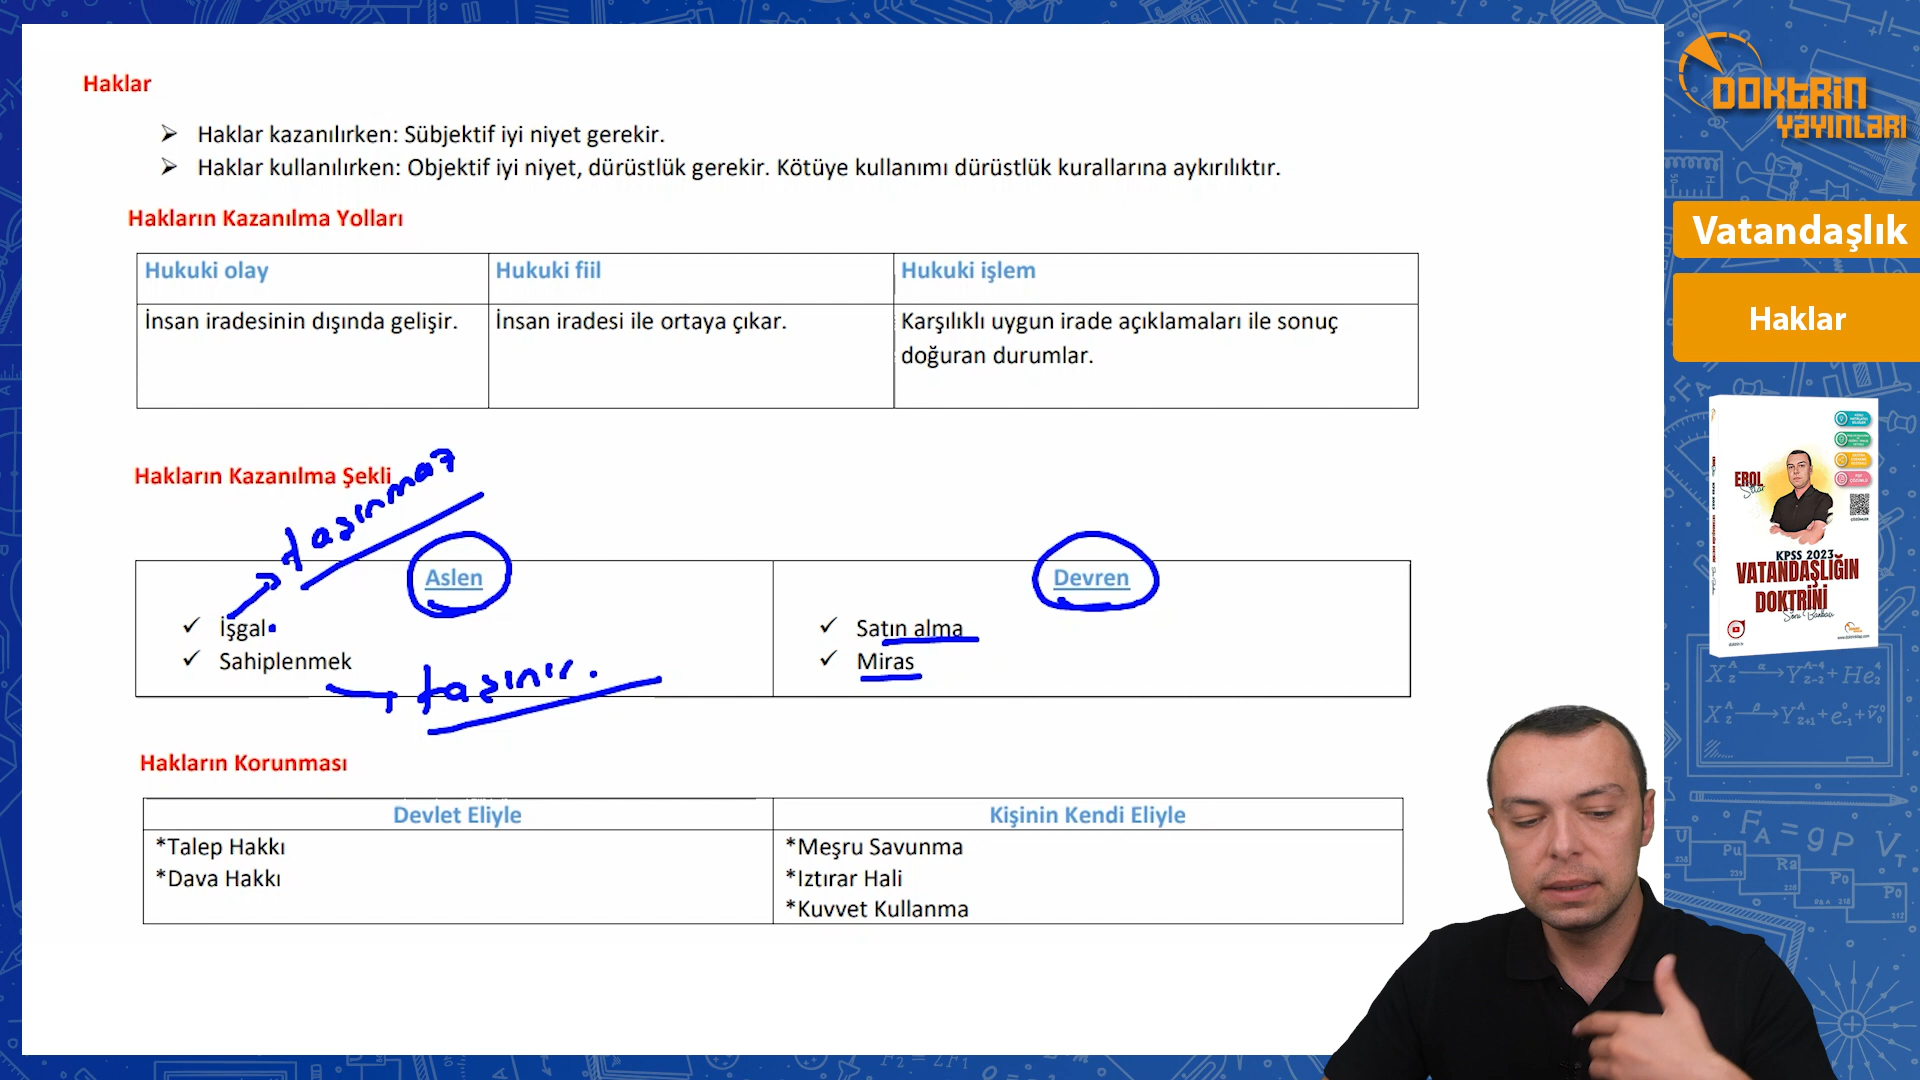 Haklar
➢ Haklar kazanılırken: Sübjektif iyi niyet gerekir.
➢ Haklar kullanılırken: Objektif iyi niyet, dürüstlük gerekir. Kötüye kullanımı dürüstlük kurallarına aykırılıktır.
Hakların Kazanılma Yolları
Hukuki olay
Hukuki fiil
Hukuki işlem
İnsan iradesinin dışında gelişir.
İnsan iradesi ile ortaya çıkar.
Karşılıklı uygun irade açıklamaları ile sonuç
doğuran durumlar.
Hakların Kazanılma Şekli
taşınmaz
Aslen
Devren
✓ İşgal
✓ Sahiplenmek
taşınır.
✓ Satın alma
✓ Miras
Hakların Korunması
Devlet Eliyle
Kişinin Kendi Eliyle
*Talep Hakkı
*Dava Hakkı
*Meşru Savunma
*Iztırar Hali
*Kuvvet Kullanma
DOKTRİN
YAYINLARI
Vatandaşlık
Haklar
EROL
KPSS 2023
VATANDAŞLIĞIN
DOKTRİNİ
Soru Bankası